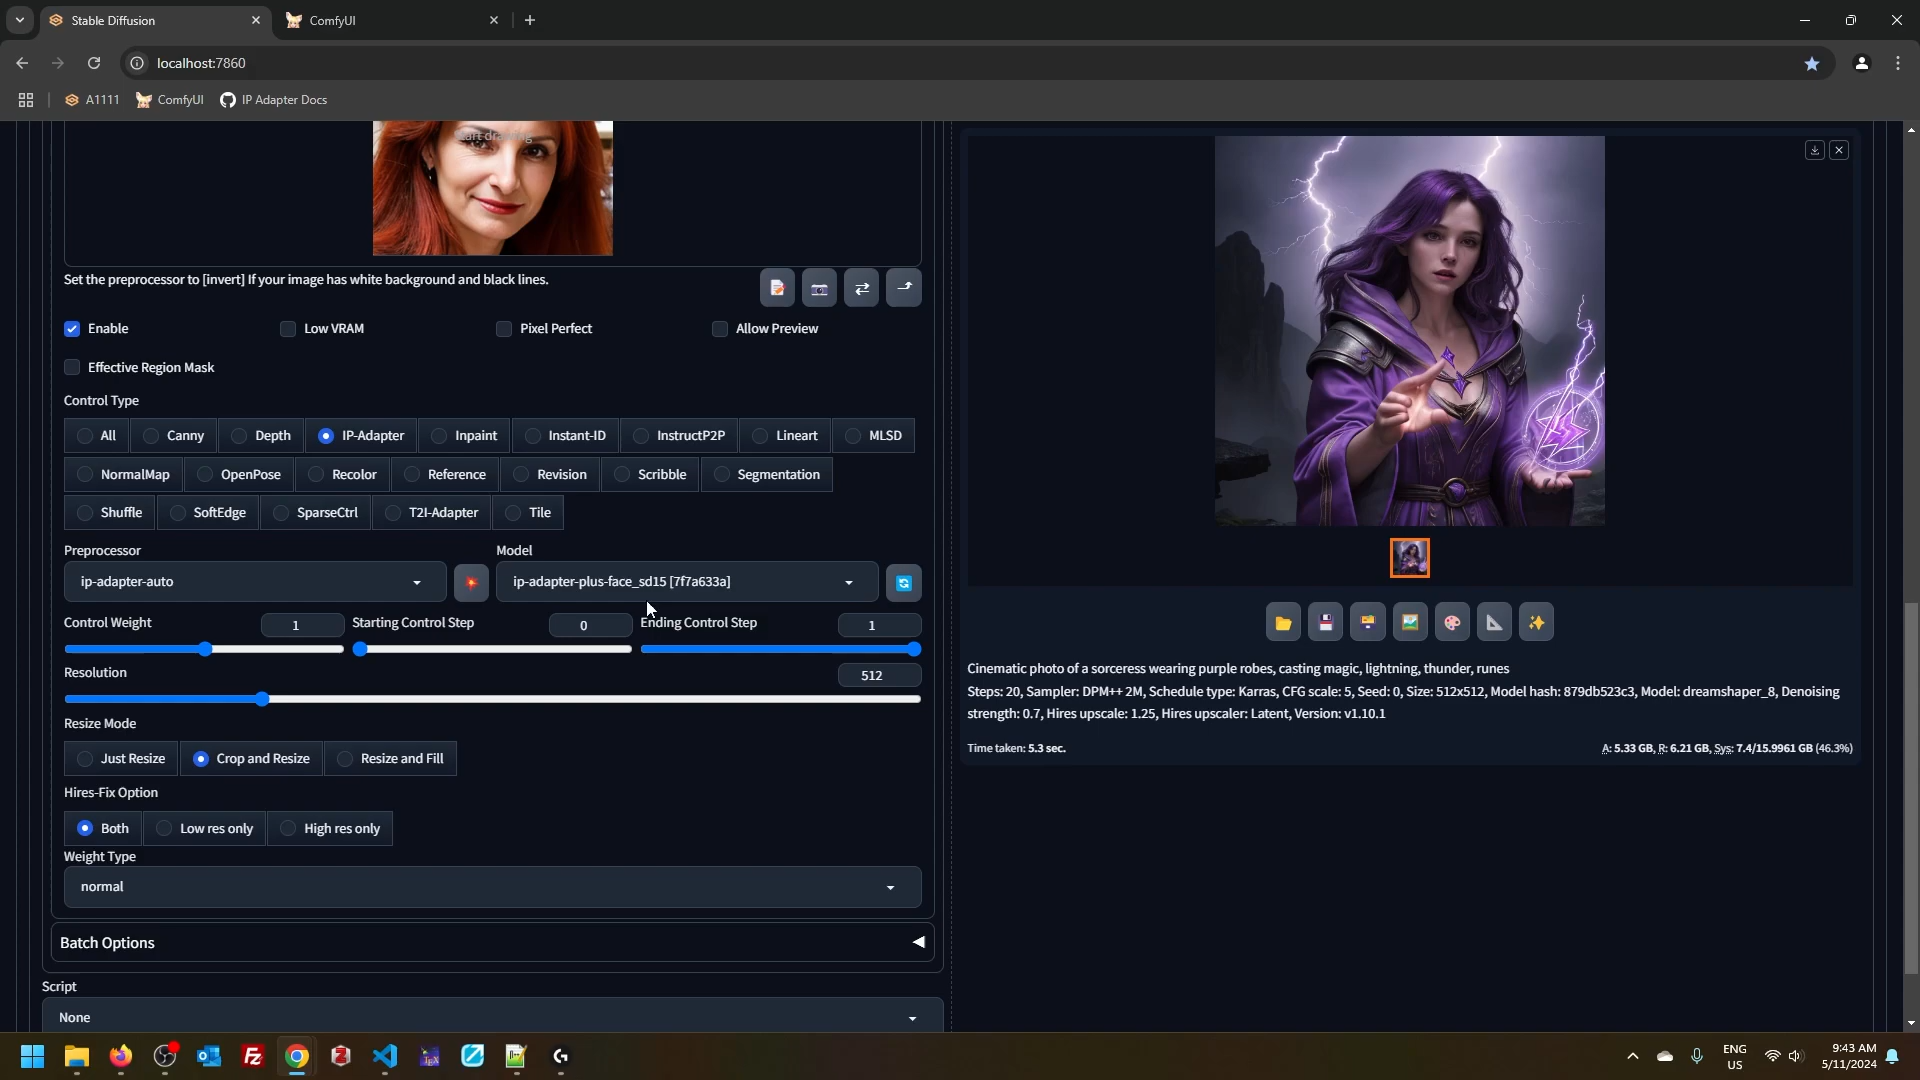 Stable Diffusion
ComfyUI
localhost:7860
A1111
ComfyUI
IP Adapter Docs
Set the preprocessor to [invert] If your image has white background and black lines.
Enable
Low VRAM
Pixel Perfect
Allow Preview
Effective Region Mask
Control Type
All
Canny
Depth
IP-Adapter
Inpaint
Instant-ID
InstructP2P
Lineart
MLSD
NormalMap
OpenPose
Recolor
Reference
Revision
Scribble
Segmentation
Shuffle
SoftEdge
SparseCtrl
T2I-Adapter
Tile
Preprocessor
Model
ip-adapter-auto
ip-adapter-plus-face_sd15 [7f7a633a]
Control Weight
1
Starting Control Step
0
Ending Control Step
1
Resolution
512
Resize Mode
Just Resize
Crop and Resize
Resize and Fill
Hires-Fix Option
Both
Low res only
High res only
Weight Type
normal
Batch Options
Script
None
Cinematic photo of a sorceress wearing purple robes, casting magic, lightning, thunder, runes
Steps: 20, Sampler: DPM++ 2M, Schedule type: Karras, CFG scale: 5, Seed: 0, Size: 512x512, Model hash: 879db523c3, Model: dreamshaper_8, Denoising
strength: 0.7, Hires upscale: 1.25, Hires upscaler: Latent, Version: v1.10.1
Time taken: 5.3 sec.
A: 5.33 GB, R: 6.21 GB, Sys: 7.4/15.9961 GB (46.3%)
ENG
US
9:43 AM
5/11/2024